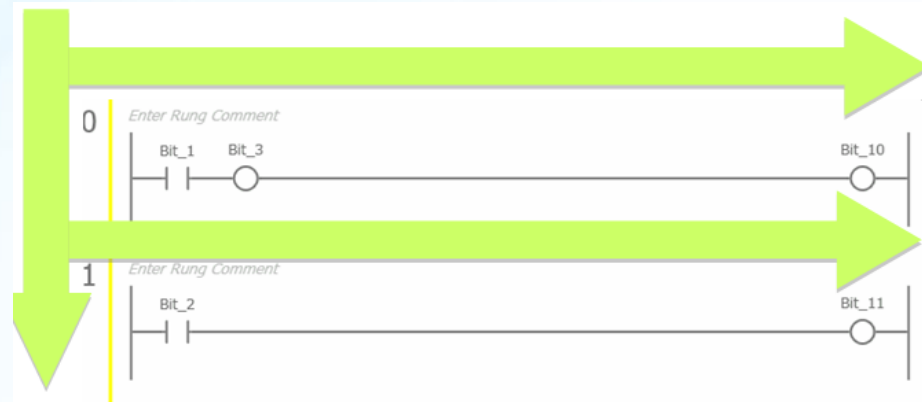 0
Enter Rung Comment
Bit_1 Bit_3 Bit_10
1
Enter Rung Comment
Bit_2 Bit_11